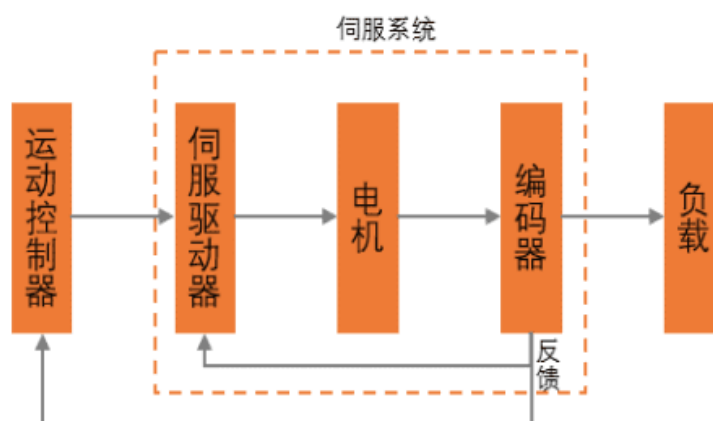 伺服系统
运动控制器
伺服驱动器
电机
编码器
负载
反馈